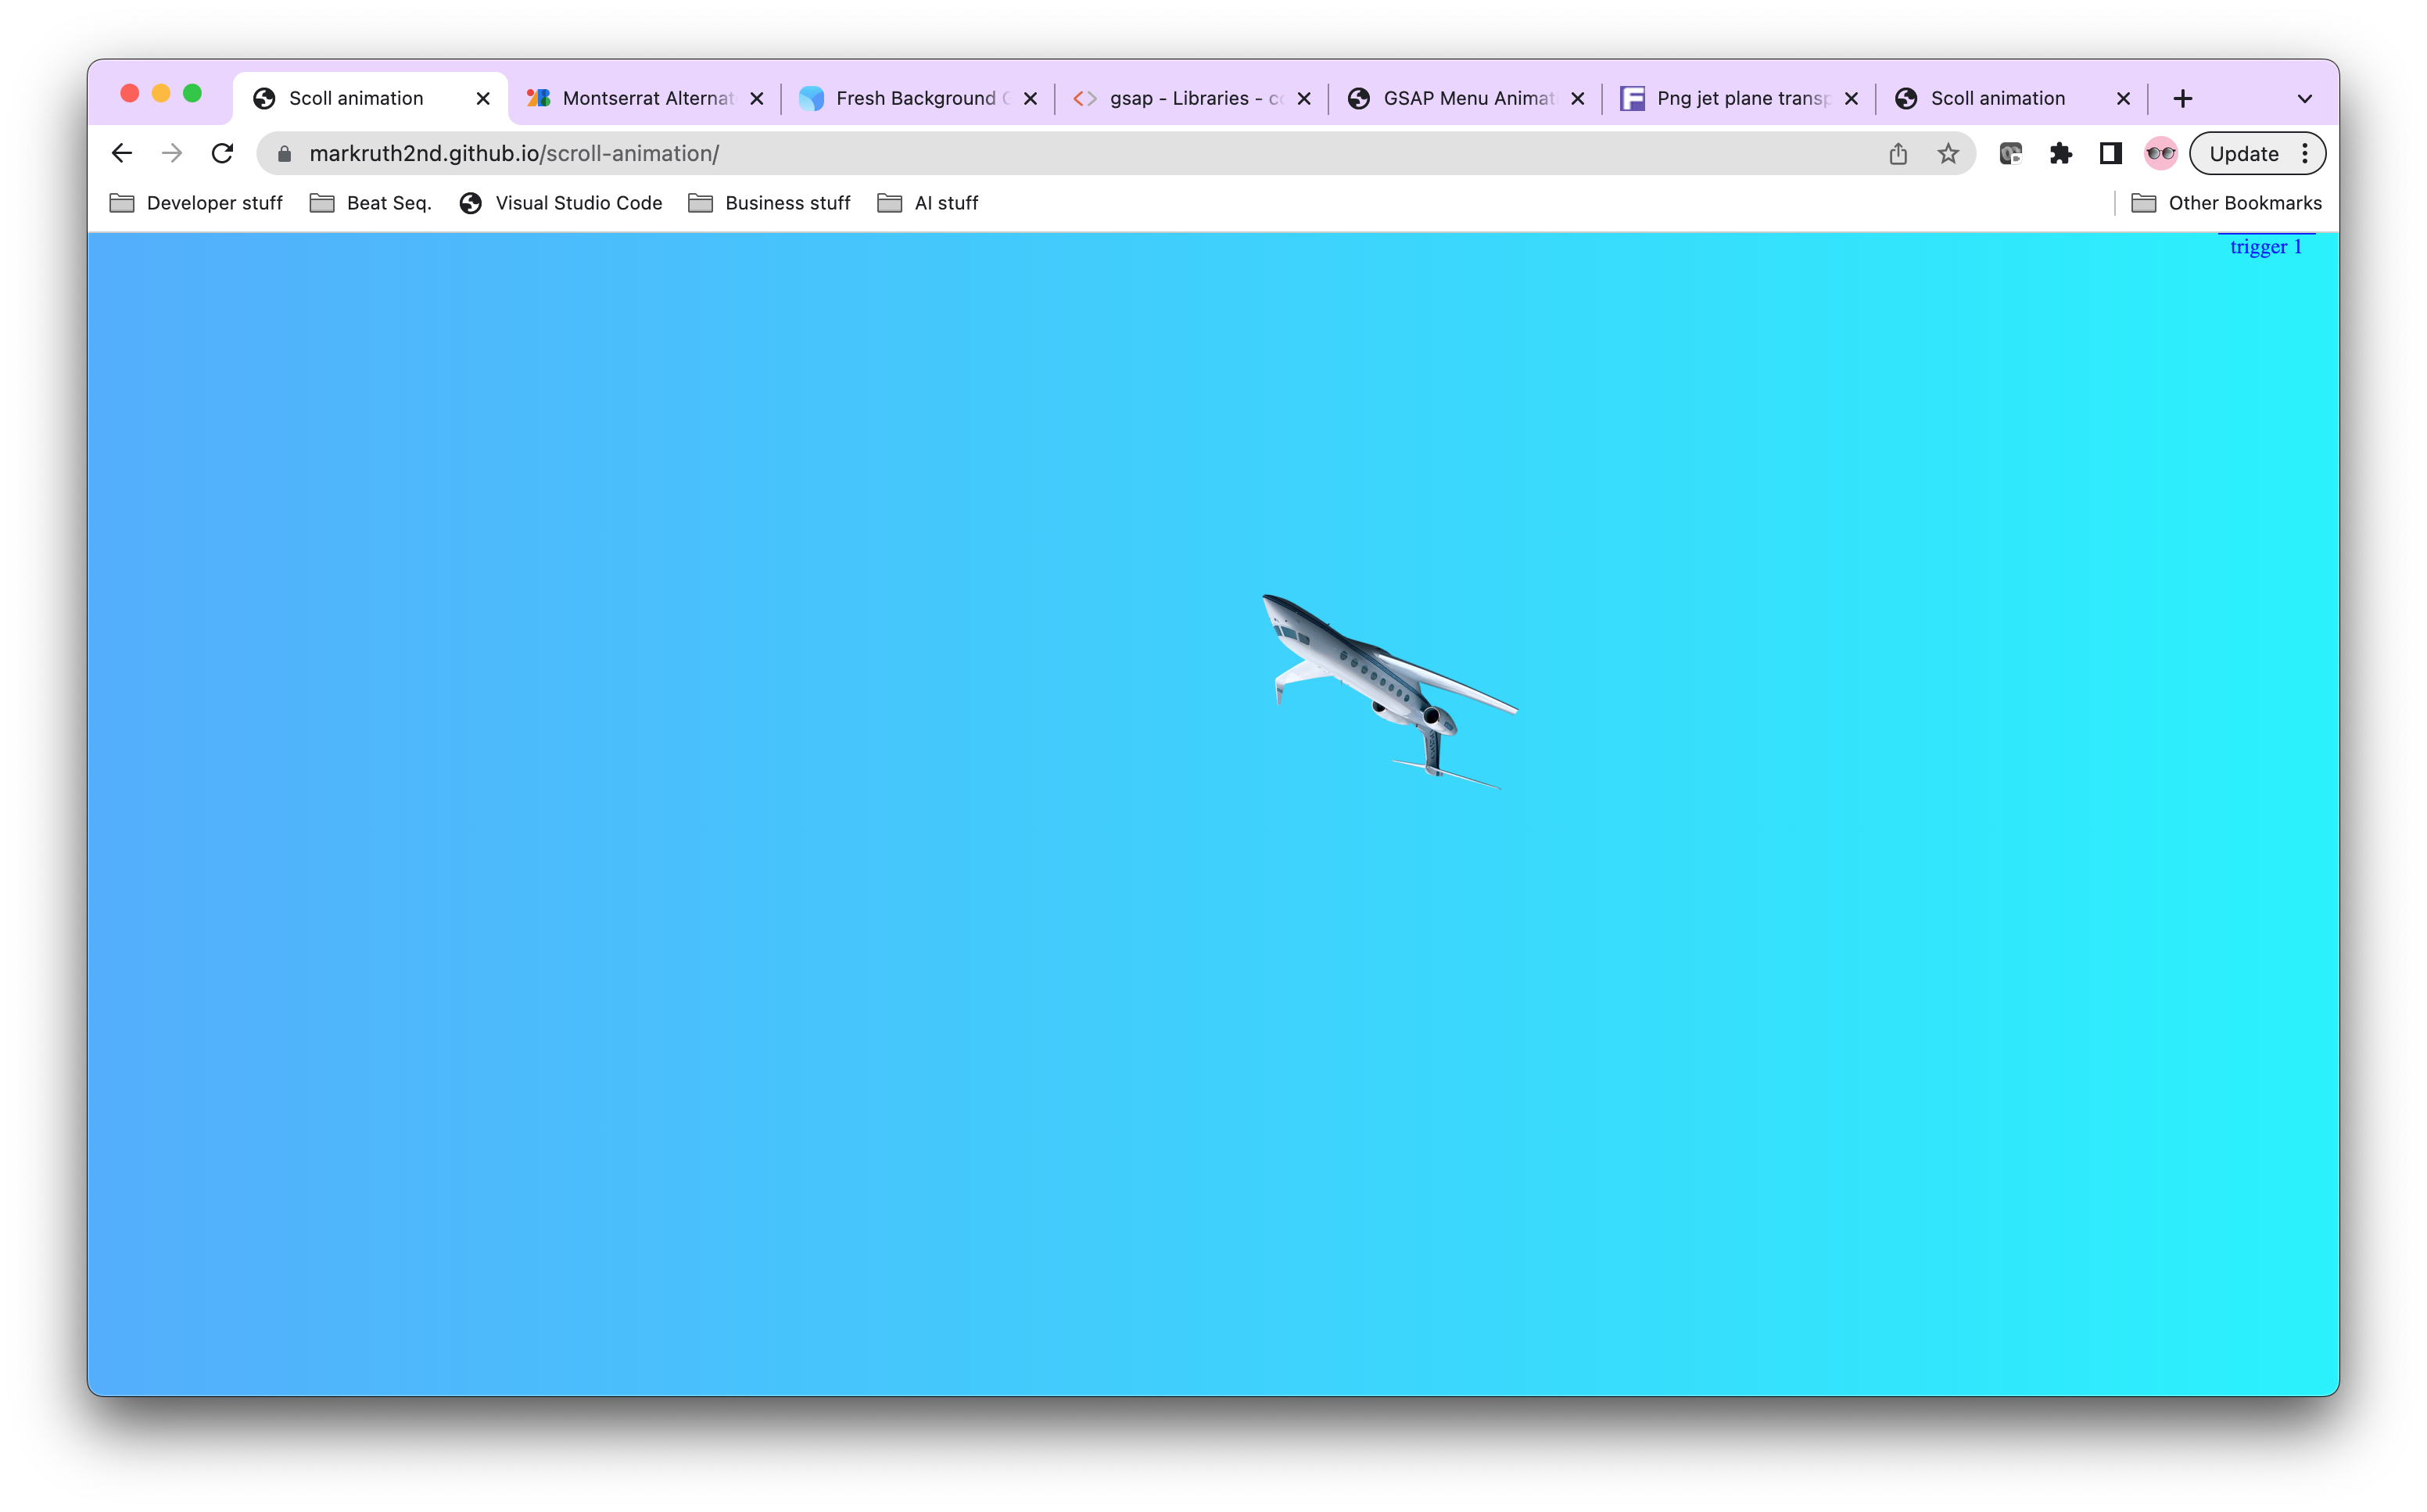 Scoll animation
Montserrat Alternat
Fresh Background
gsap - Libraries - c
GSAP Menu Animat
Png jet plane transp
Scoll animation
markruth2nd.github.io/scroll-animation/
Update
Developer stuff
Beat Seq.
Visual Studio Code
Business stuff
AI stuff
Other Bookmarks
trigger 1